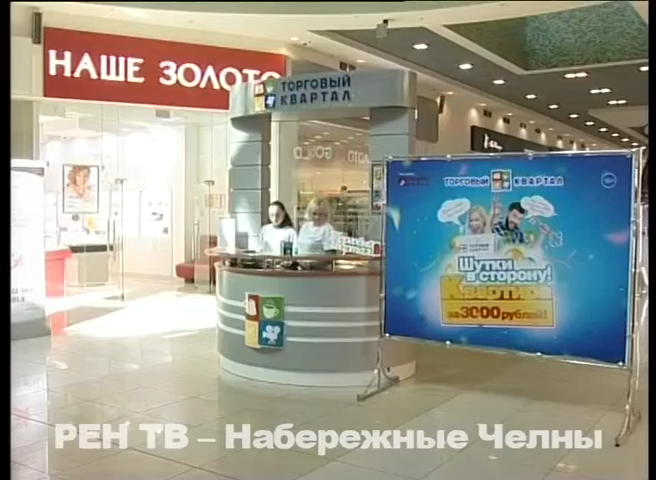 НАШЕ ЗОЛОТО
ТОРГОВЫЙ
КВАРТАЛ
ТОРГОВЫЙ КВАРТАЛ
Шутки
в сторону!
Квартира
за 3000 рублей!
РЕН ТВ – Набережные Челны